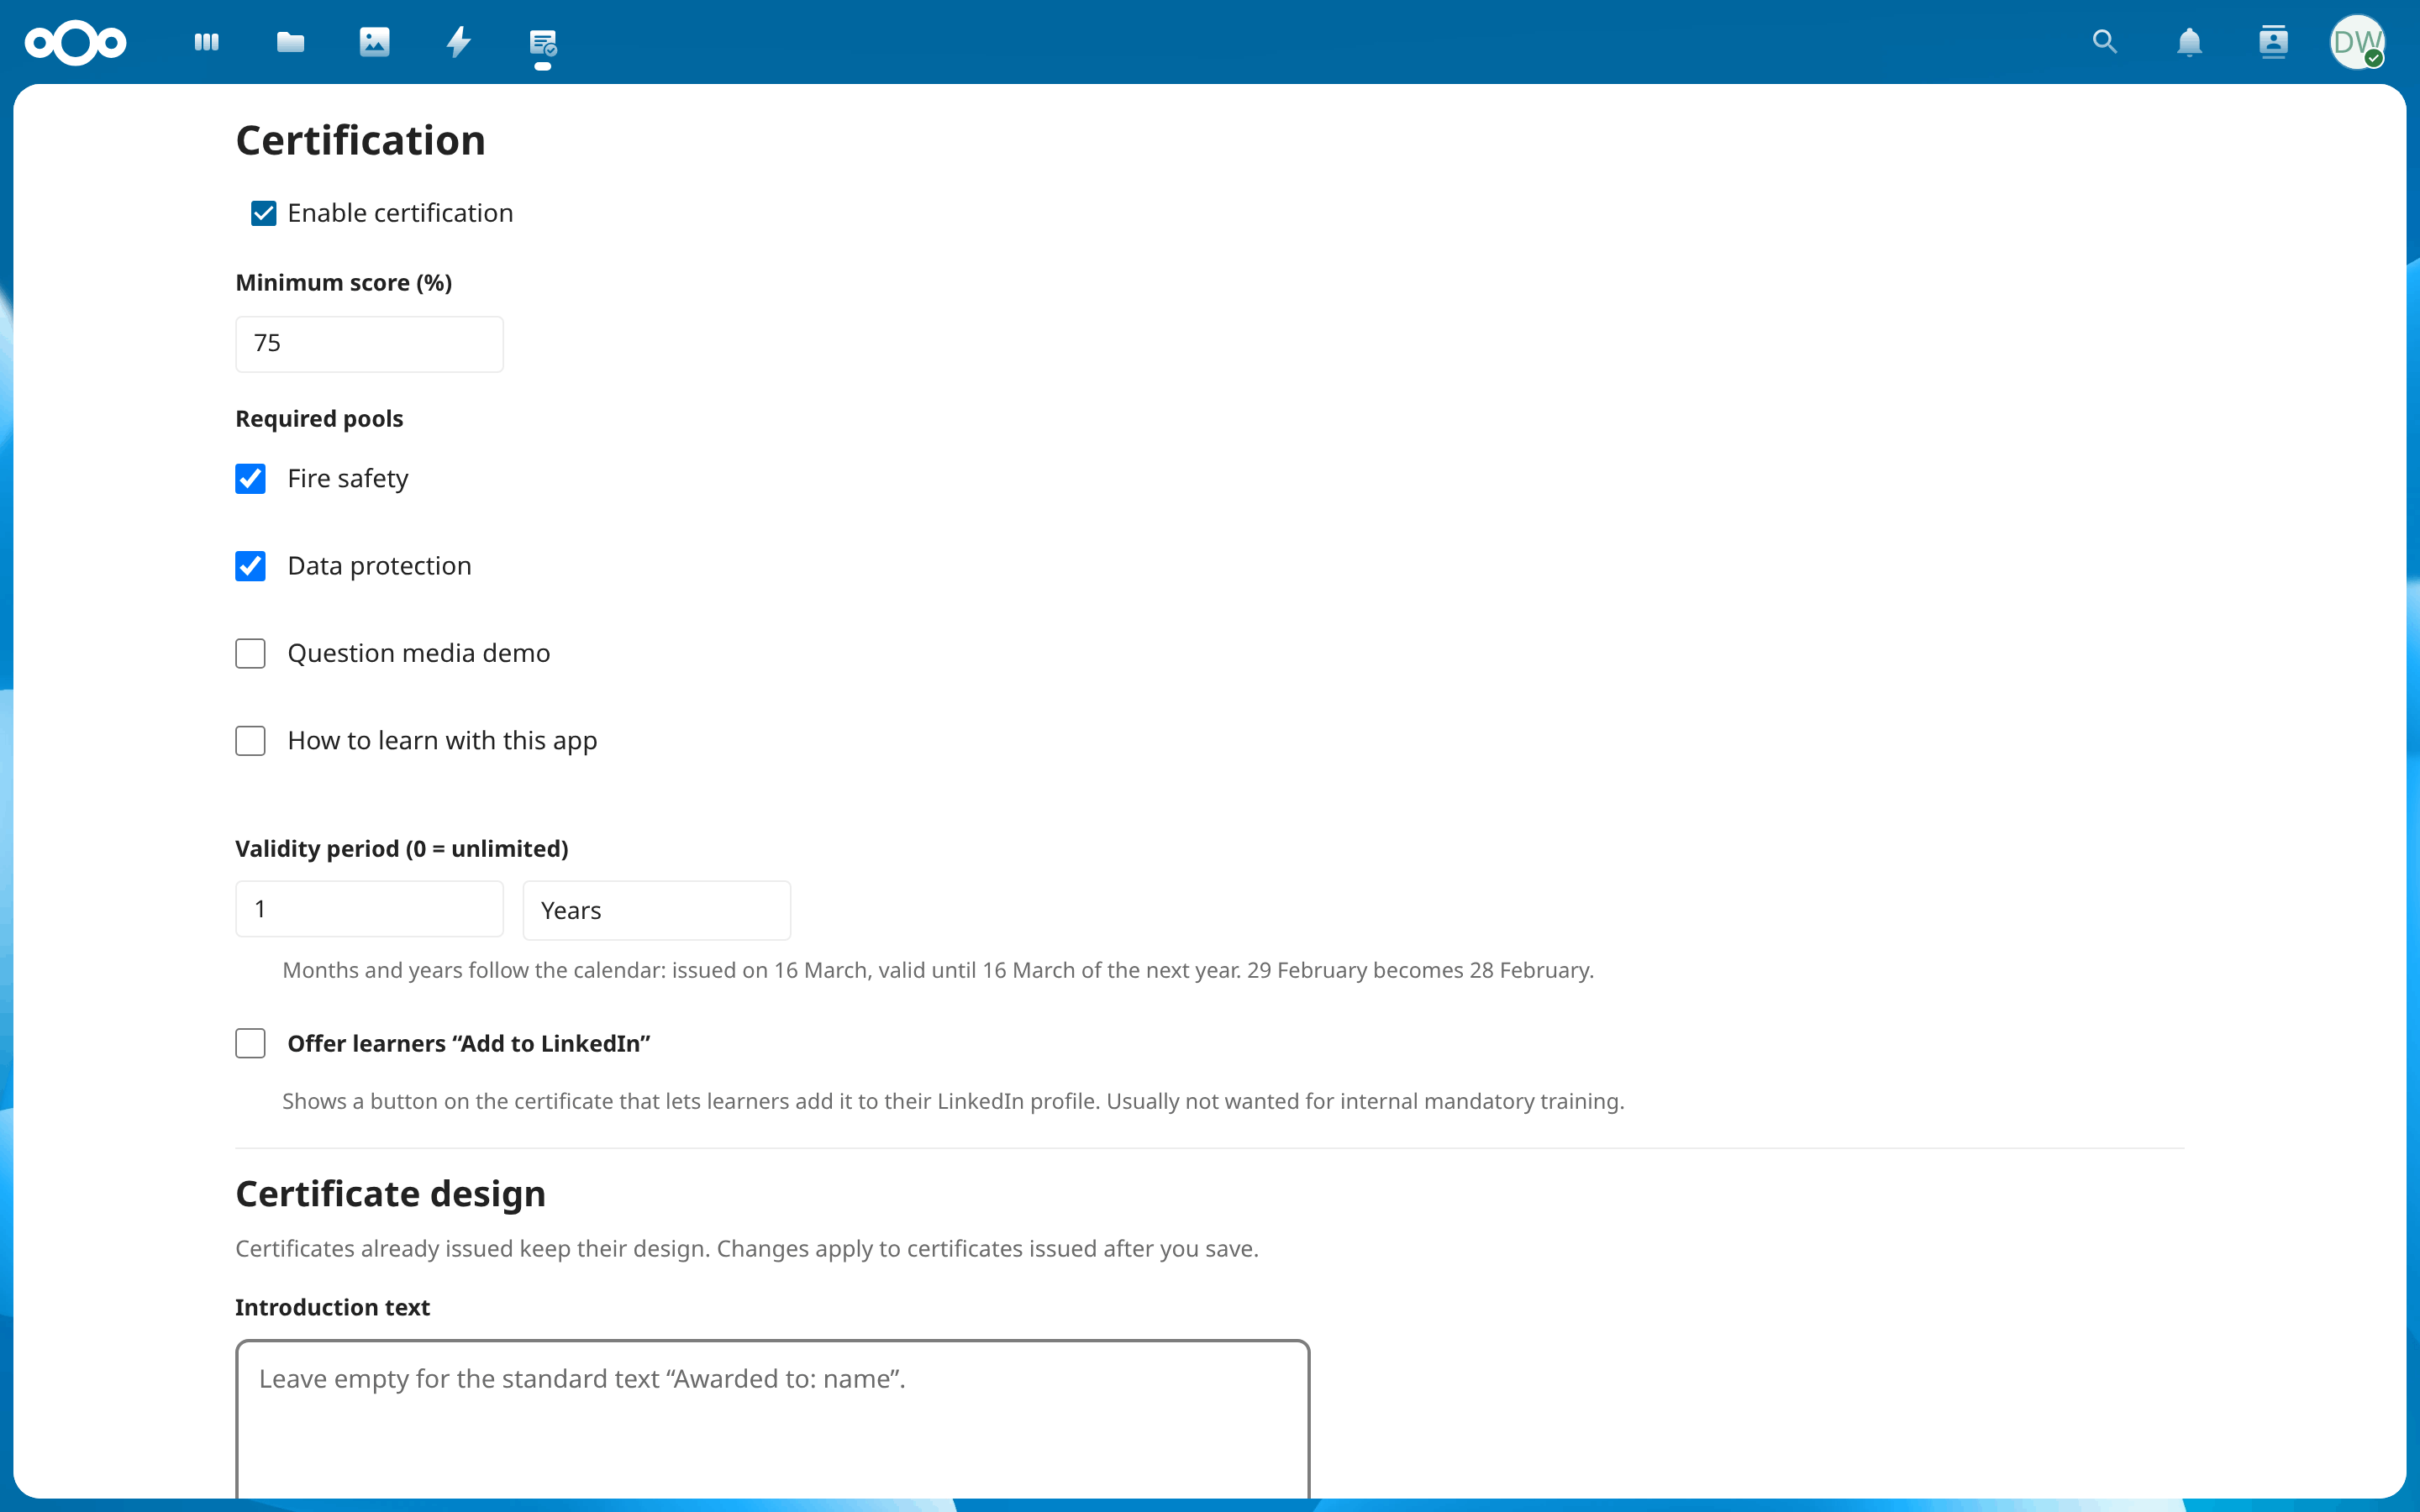 DW
Certification
Enable certification
Minimum score (%)
75
Required pools
Fire safety
Data protection
Question media demo
How to learn with this app
Validity period (0 = unlimited)
1
Years
Months and years follow the calendar: issued on 16 March, valid until 16 March of the next year. 29 February becomes 28 February.
Offer learners “Add to LinkedIn”
Shows a button on the certificate that lets learners add it to their LinkedIn profile. Usually not wanted for internal mandatory training.
Certificate design
Certificates already issued keep their design. Changes apply to certificates issued after you save.
Introduction text
Leave empty for the standard text “Awarded to: name”.